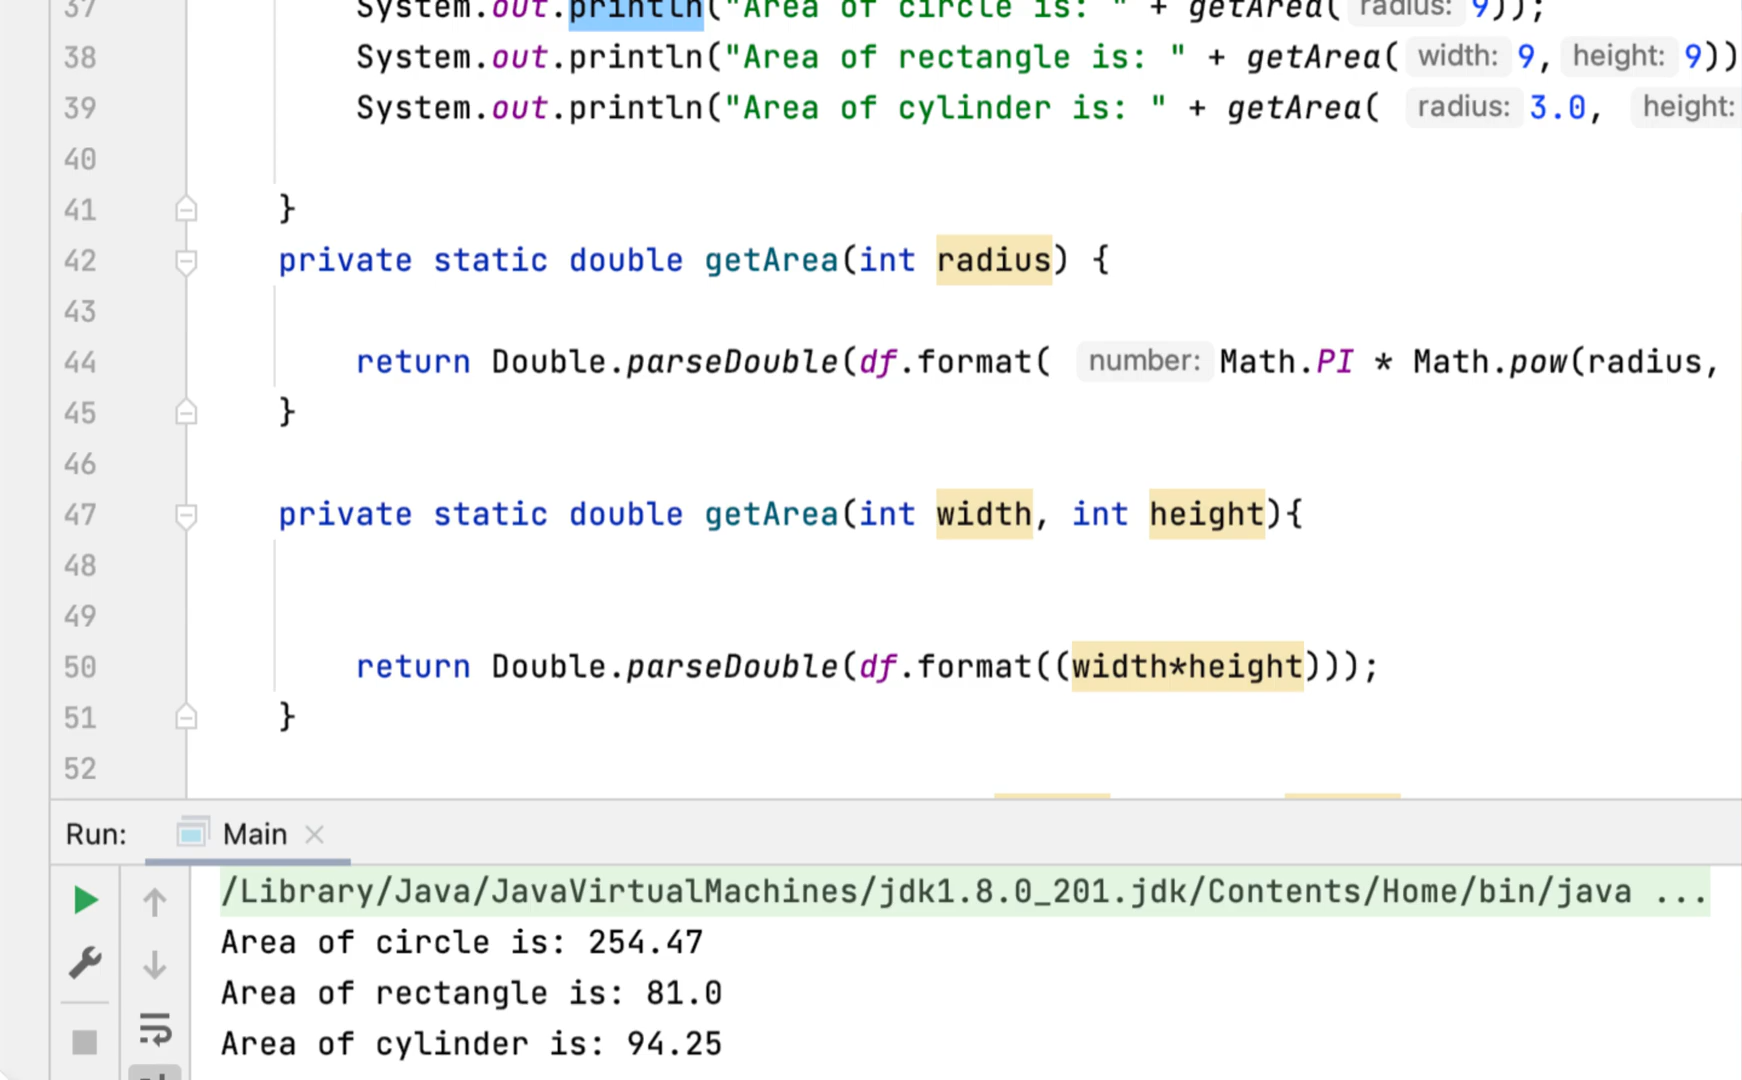 37 System.out.println("Area of circle is: " + getArea( radius: 9));
38 System.out.println("Area of rectangle is: " + getArea( width: 9, height: 9))
39 System.out.println("Area of cylinder is: " + getArea( radius: 3.0, height:
40
41 }
42 private static double getArea(int radius) {
43
44 return Double.parseDouble(df.format( number: Math.PI * Math.pow(radius,
45 }
46
47 private static double getArea(int width, int height){
48
49
50 return Double.parseDouble(df.format((width*height)));
51 }
52
Run: Main
/Library/Java/JavaVirtualMachines/jdk1.8.0_201.jdk/Contents/Home/bin/java ...
Area of circle is: 254.47
Area of rectangle is: 81.0
Area of cylinder is: 94.25